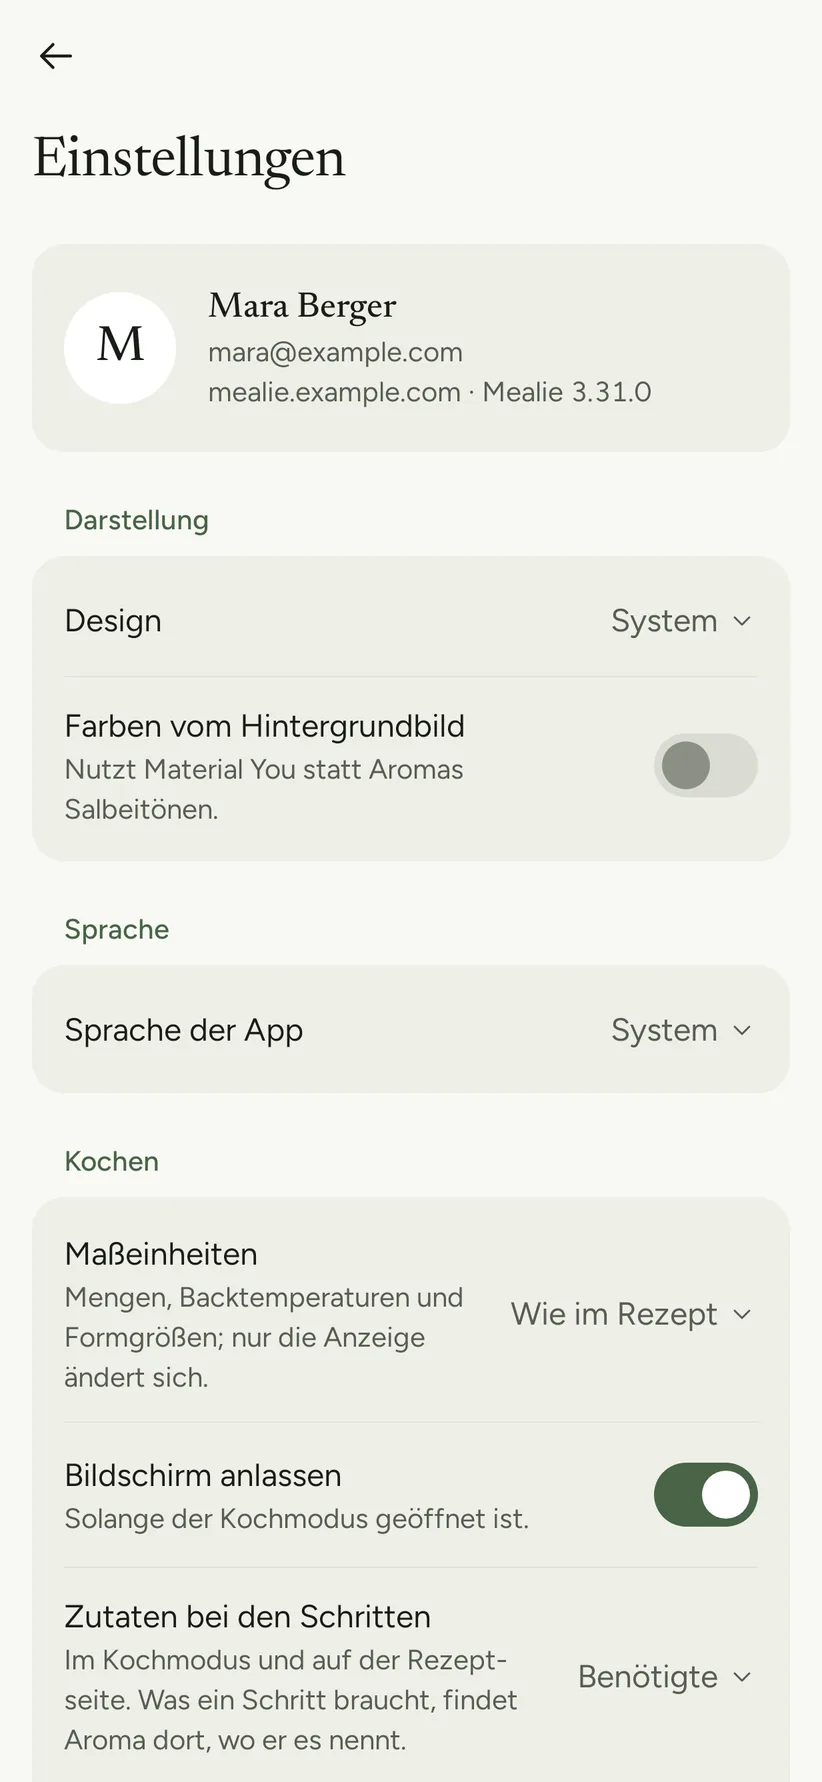 Einstellungen
M
Mara Berger
mara@example.com
mealie.example.com · Mealie 3.31.0
Darstellung
Design
System
Farben vom Hintergrundbild
Nutzt Material You statt Aromas
Salbeitönen.
Sprache
Sprache der App
System
Kochen
Maßeinheiten
Mengen, Backtemperaturen und
Formgrößen; nur die Anzeige
ändert sich.
Wie im Rezept
Bildschirm anlassen
Solange der Kochmodus geöffnet ist.
Zutaten bei den Schritten
Im Kochmodus und auf der Rezept-
seite. Was ein Schritt braucht, findet
Aroma dort, wo er es nennt.
Benötigte